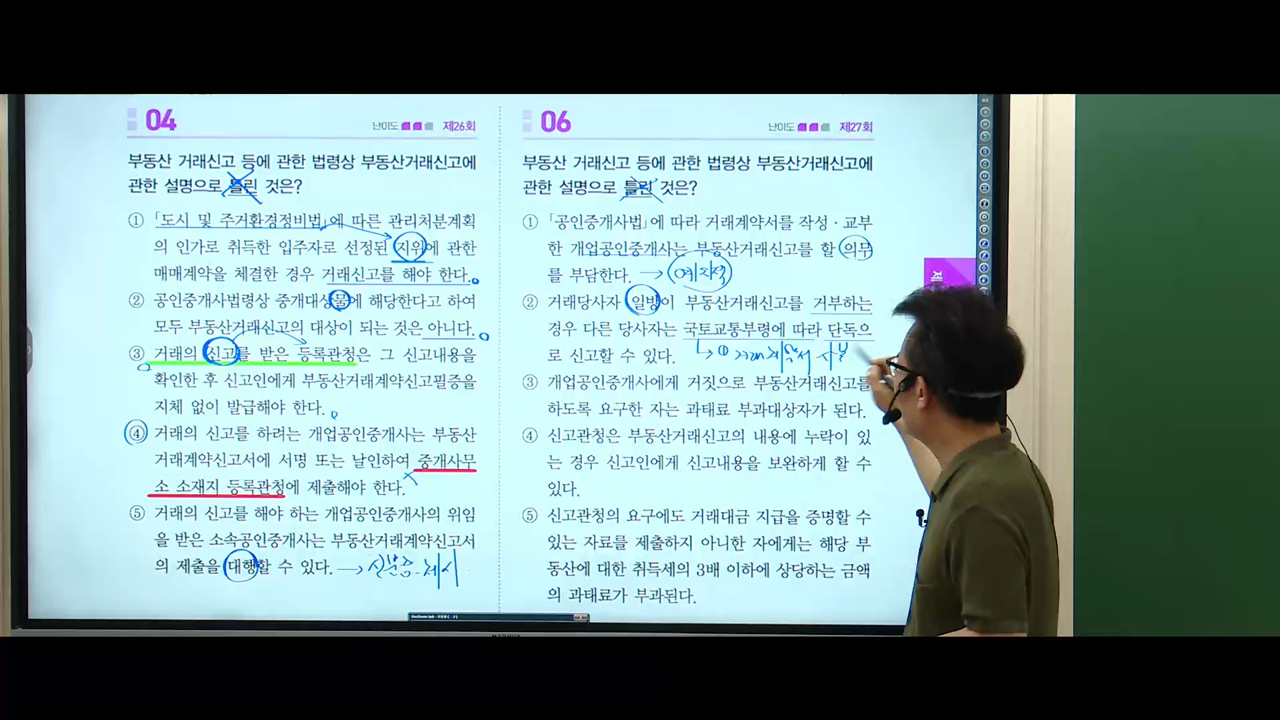 04
난이도 제26회
부동산 거래신고 등에 관한 법령상 부동산거래신고에
관한 설명으로 틀린 것은?
① 「도시 및 주거환경정비법」에 따른 관리처분계획
의 인가로 취득한 입주자로 선정된 지위에 관한
매매계약을 체결한 경우 거래신고를 해야 한다.
② 공인중개사법령상 중개대상물에 해당한다고 하여
모두 부동산거래신고의 대상이 되는 것은 아니다.
③ 거래의 신고를 받은 등록관청은 그 신고내용을
확인한 후 신고인에게 부동산거래계약신고필증을
지체 없이 발급해야 한다.
④ 거래의 신고를 하려는 개업공인중개사는 부동산
거래계약신고서에 서명 또는 날인하여 중개사무
소 소재지 등록관청에 제출해야 한다.
⑤ 거래의 신고를 해야 하는 개업공인중개사의 위임
을 받은 소속공인중개사는 부동산거래계약신고서
의 제출을 대행할 수 있다. → 신분증 제시
06
난이도 제27회
부동산 거래신고 등에 관한 법령상 부동산거래신고에
관한 설명으로 틀린 것은?
① 「공인중개사법」에 따라 거래계약서를 작성·교부
한 개업공인중개사는 부동산거래신고를 할 의무
를 부담한다. →
② 거래당사자 일방이 부동산거래신고를 거부하는
경우 다른 당사자는 국토교통부령에 따라 단독으
로 신고할 수 있다.
③ 개업공인중개사에게 거짓으로 부동산거래신고를
하도록 요구한 자는 과태료 부과대상자가 된다.
④ 신고관청은 부동산거래신고의 내용에 누락이 있
는 경우 신고인에게 신고내용을 보완하게 할 수
있다.
⑤ 신고관청의 요구에도 거래대금 지급을 증명할 수
있는 자료를 제출하지 아니한 자에게는 해당 부
동산에 대한 취득세의 3배 이하에 상당하는 금액
의 과태료가 부과된다.